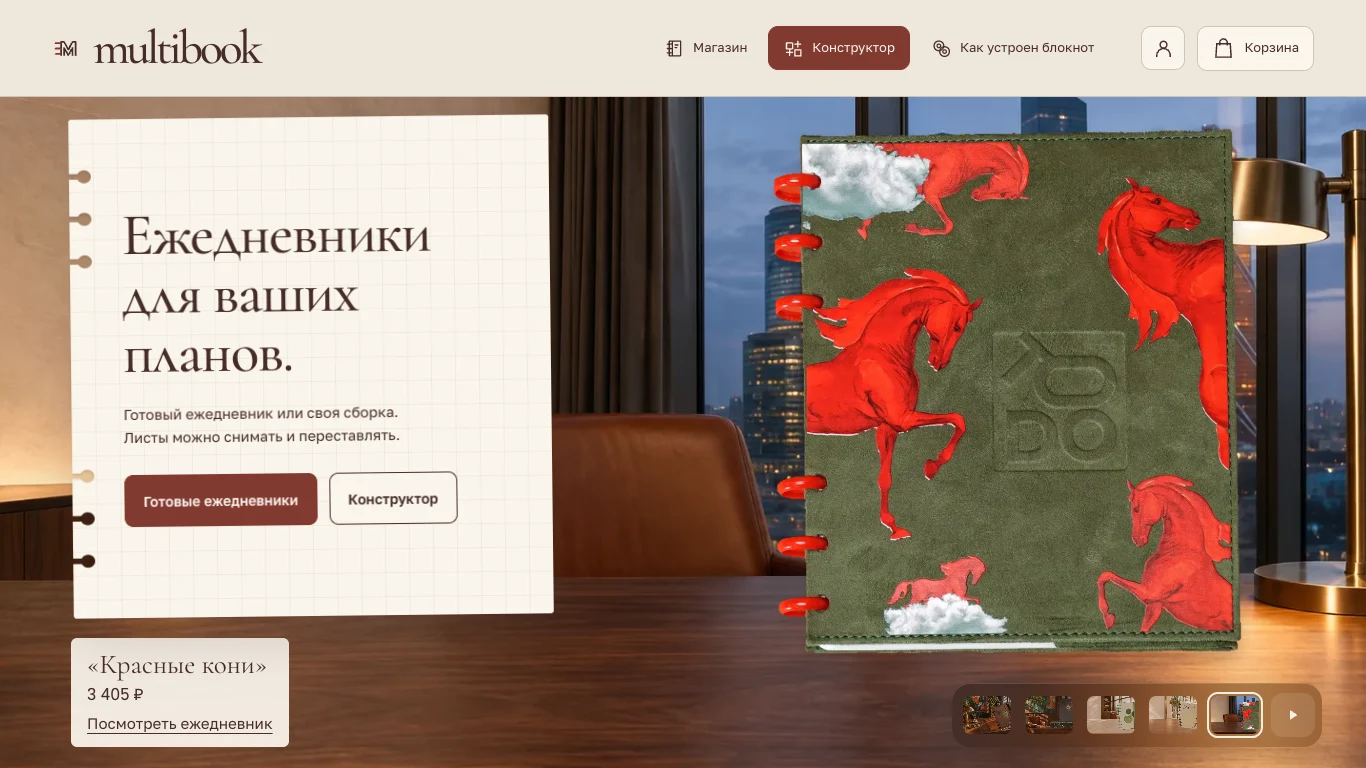 multibook
Магазин
Конструктор
Как устроен блокнот
Корзина
Ежедневники
для ваших
планов.
Готовый ежедневник или своя сборка.
Листы можно снимать и переставлять.
Готовые ежедневники
Конструктор
«Красные кони»
3 405 ₽
Посмотреть ежедневник